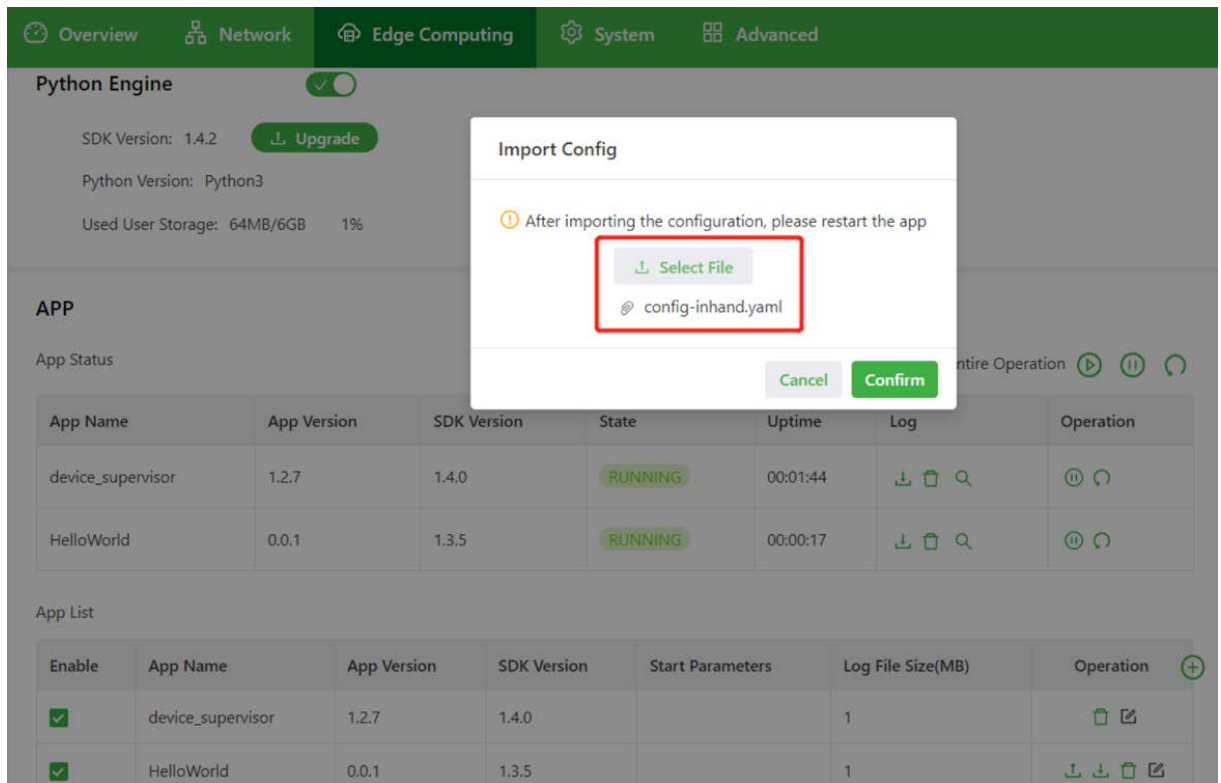 Overview Network Edge Computing System Advanced
Python Engine
SDK Version: 1.4.2 Upgrade
Python Version: Python3
Used User Storage: 64MB/6GB 1%
Import Config
After importing the configuration, please restart the app
Select File
config-inhand.yaml
Cancel Confirm
APP
App Status
ntire Operation
App Name App Version SDK Version State Uptime Log Operation
device_supervisor 1.2.7 1.4.0 RUNNING 00:01:44
HelloWorld 0.0.1 1.3.5 RUNNING 00:00:17
App List
Enable App Name App Version SDK Version Start Parameters Log File Size(MB) Operation
device_supervisor 1.2.7 1.4.0 1
HelloWorld 0.0.1 1.3.5 1